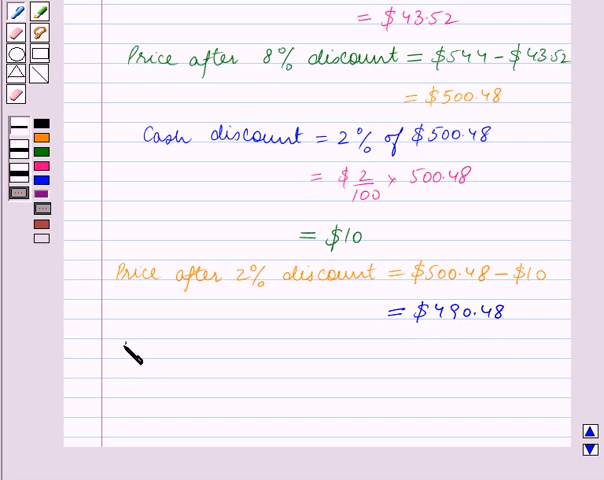 = $43.52
Price after 8% discount = $544 - $43.52
= $500.48
Cash discount = 2% of $500.48
= $ 2/100 × 500.48
= $10
Price after 2% discount = $500.48 - $10
= $490.48